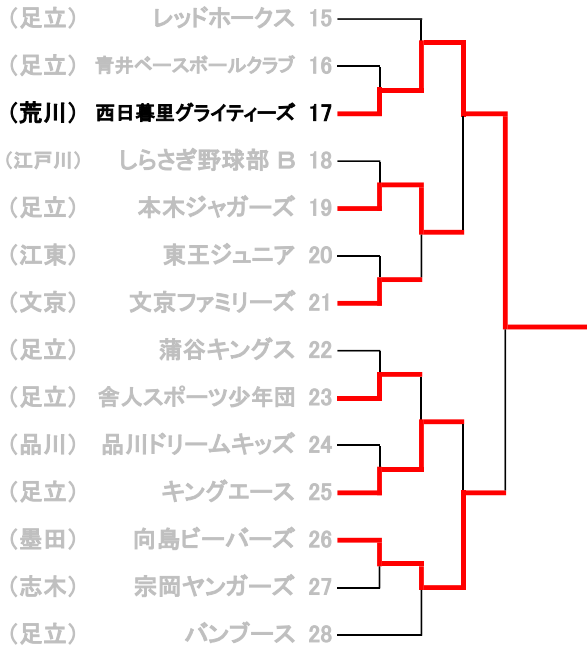 （足立） レッドホークス 15
（足立） 青井ベースボールクラブ 16
（荒川） 西日暮里グライティーズ 17
（江戸川） しらさぎ野球部 B 18
（足立） 本木ジャガーズ 19
（江東） 東王ジュニア 20
（文京） 文京ファミリーズ 21
（足立） 蒲谷キングス 22
（足立） 舎人スポーツ少年団 23
（品川） 品川ドリームキッズ 24
（足立） キングエース 25
（墨田） 向島ビーバーズ 26
（志木） 宗岡ヤンガーズ 27
（足立） バンブース 28